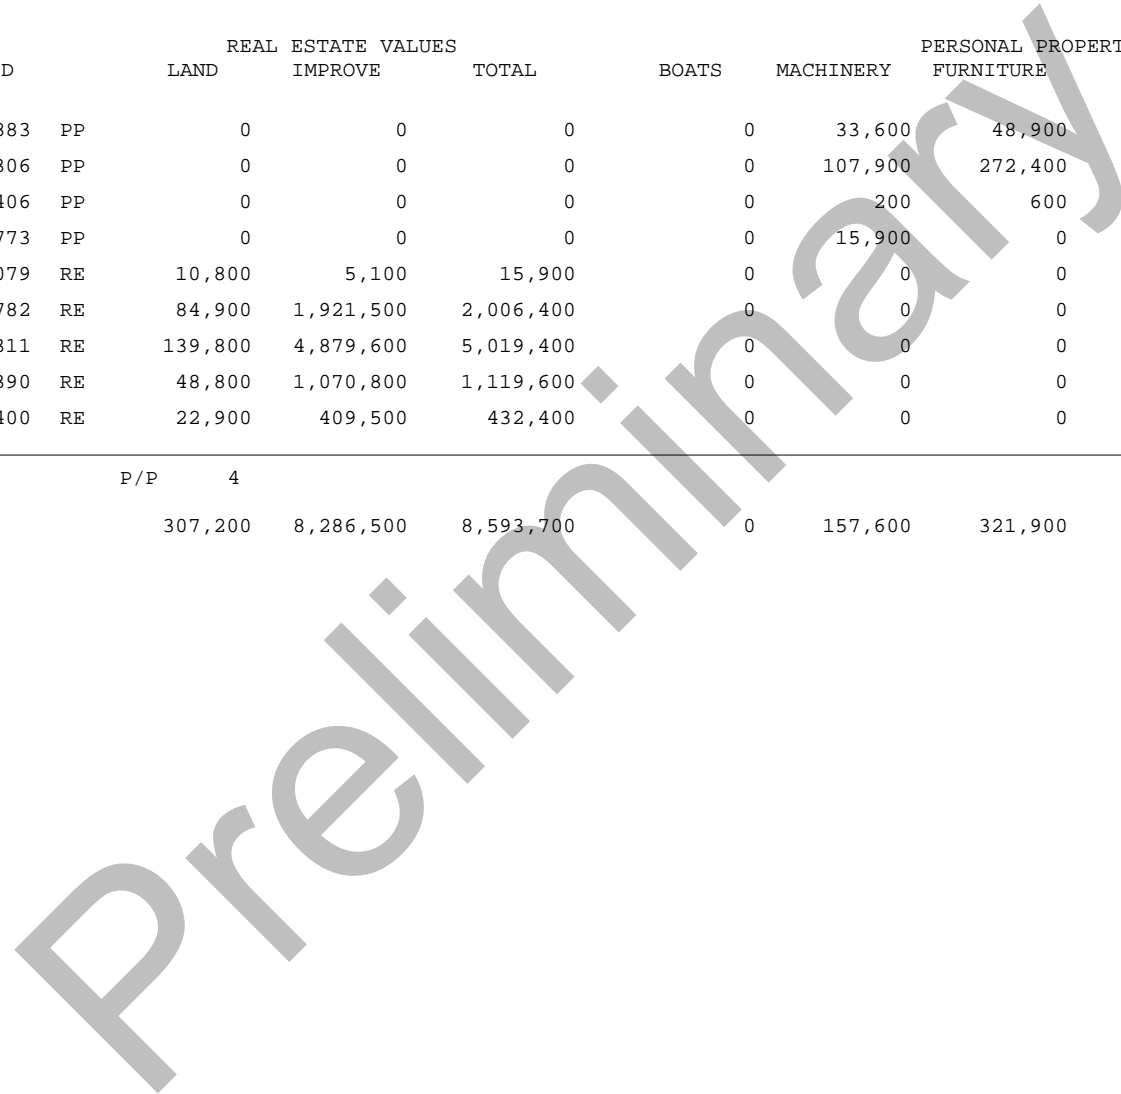 REAL ESTATE VALUES PERSONAL PROPERT
D LAND IMPROVE TOTAL BOATS MACHINERY FURNITURE
383 PP 0 0 0 0 33,600 48,900
306 PP 0 0 0 0 107,900 272,400
406 PP 0 0 0 0 200 600
773 PP 0 0 0 0 15,900 0
079 RE 10,800 5,100 15,900 0 0 0
782 RE 84,900 1,921,500 2,006,400 0 0 0
311 RE 139,800 4,879,600 5,019,400 0 0 0
390 RE 48,800 1,070,800 1,119,600 0 0 0
400 RE 22,900 409,500 432,400 0 0 0
P/P 4
307,200 8,286,500 8,593,700 0 157,600 321,900
Preliminary